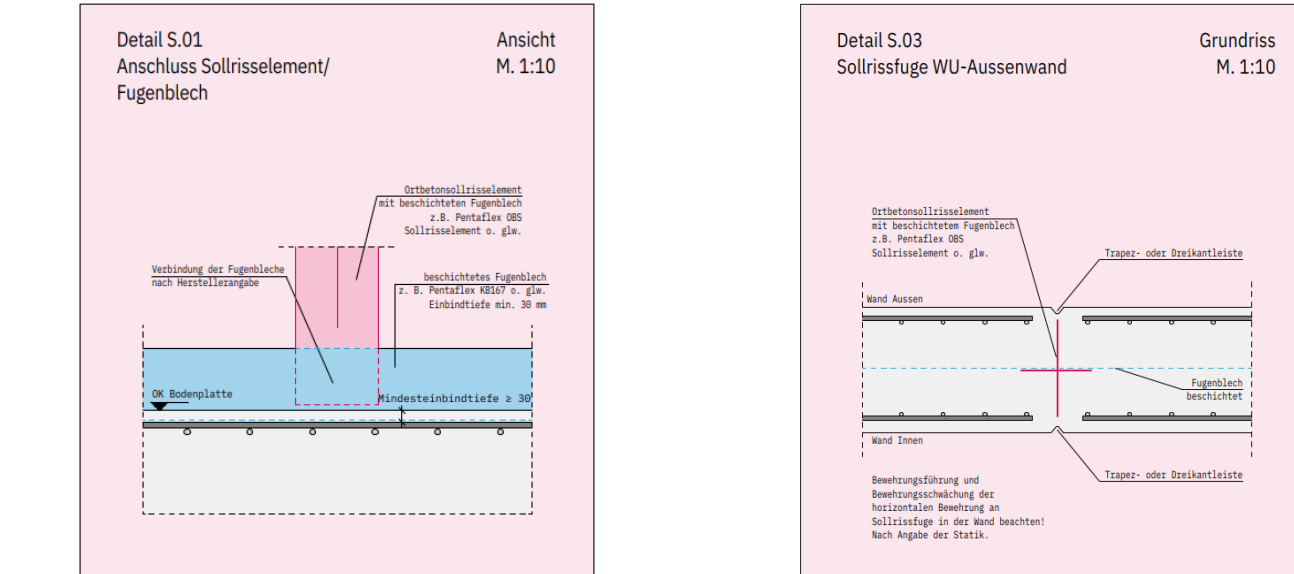 Detail S.01
Anschluss Sollrisselement/
Fugenblech
Ansicht
M. 1:10
Ortbetonsollrisselement
mit beschichteten Fugenblech
z.B. Pentaflex OBS
Sollrisselement o. glw.
Verbindung der Fugenbleche
nach Herstellerangabe
beschichtetes Fugenblech
z. B. Pentaflex KB167 o. glw.
Einbindtiefe min. 30 mm
OK Bodenplatte
Mindesteinbindtiefe ≥ 30
Detail S.03
Sollrissfuge WU-Aussenwand
Grundriss
M. 1:10
Ortbetonsollrisselement
mit beschichtetem Fugenblech
z.B. Pentaflex OBS
Sollrisselement o. glw.
Trapez- oder Dreikantleiste
Wand Aussen
Fugenblech
beschichtet
Wand Innen
Trapez- oder Dreikantleiste
Bewehrungsführung und
Bewehrungsschwächung der
horizontalen Bewehrung an
Sollrissfuge in der Wand beachten!
Nach Angabe der Statik.